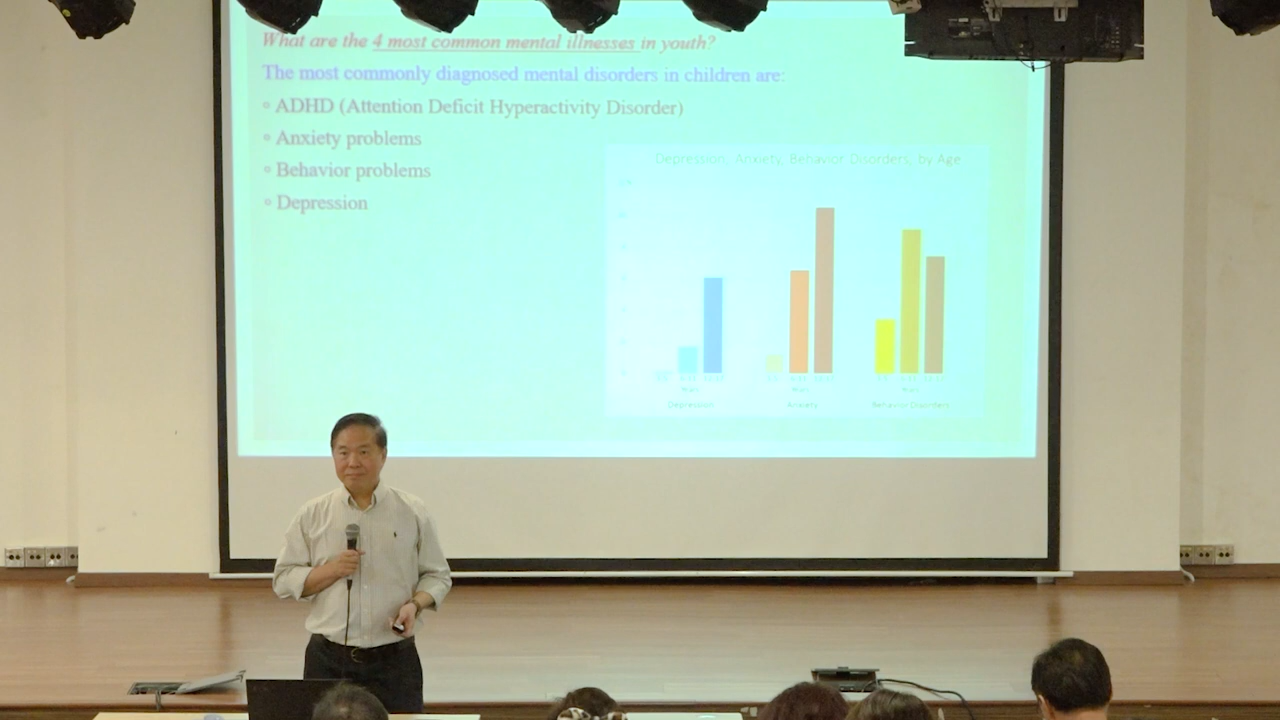 What are the 4 most common mental illnesses in youth?
The most commonly diagnosed mental disorders in children are:
ADHD (Attention Deficit Hyperactivity Disorder)
Anxiety problems
Behavior problems
Depression
Depression, Anxiety, Behavior Disorders, by Age
Depression
Anxiety
Behavior Disorders